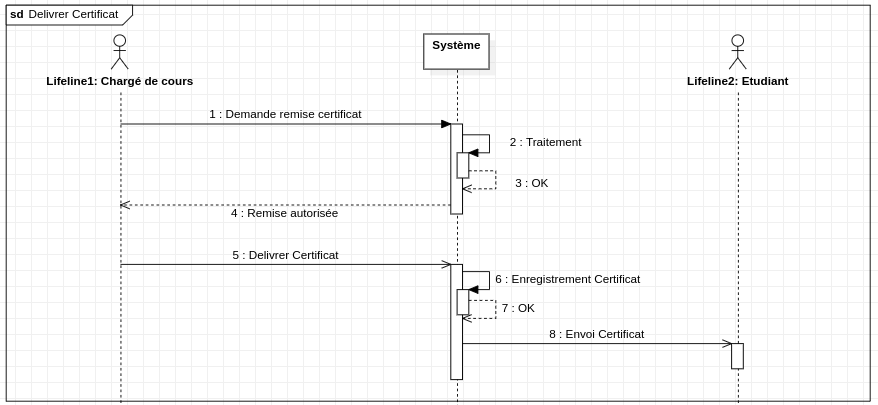 sd Delivrer Certificat
Système
Lifeline1: Chargé de cours
Lifeline2: Etudiant
1 : Demande remise certificat
2 : Traitement
3 : OK
4 : Remise autorisée
5 : Delivrer Certificat
6 : Enregistrement Certificat
7 : OK
8 : Envoi Certificat